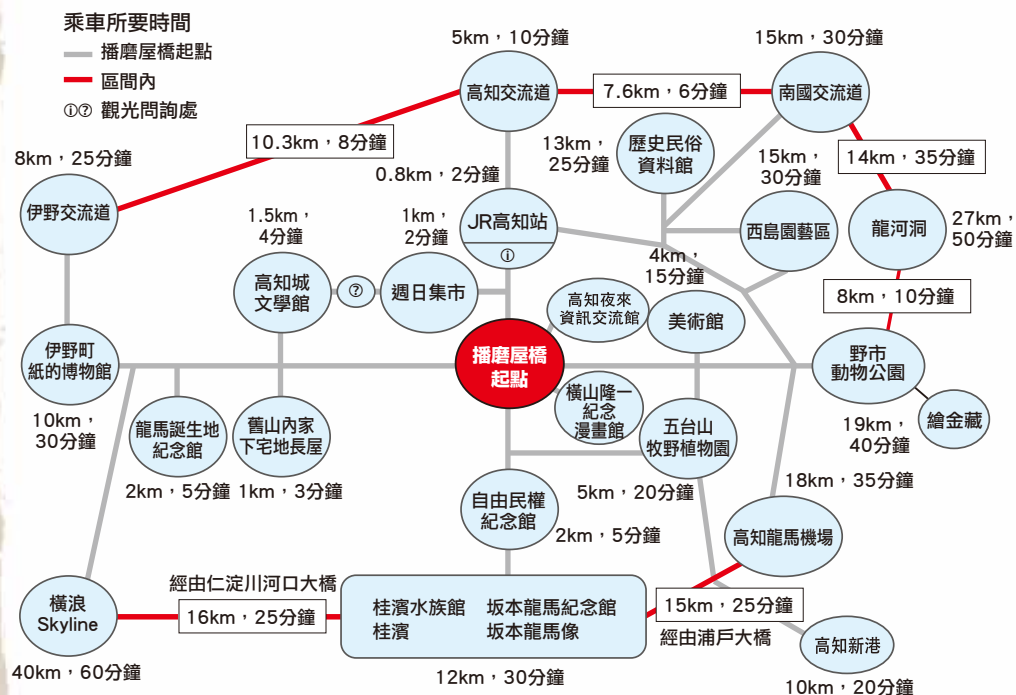 乘車所要時間
播磨屋橋起點
區間內
ⓘ? 觀光問詢處
5km，10分鐘
15km，30分鐘
高知交流道
7.6km，6分鐘
南國交流道
10.3km，8分鐘
8km，25分鐘
伊野交流道
13km，
25分鐘
歷史民俗
資料館
15km，
30分鐘
14km，35分鐘
0.8km，2分鐘
1.5km，
4分鐘
1km，
2分鐘
JR高知站
ⓘ
西島園藝區
龍河洞
27km，
50分鐘
高知城
文學館
?
週日集市
4km，
15分鐘
高知夜來
資訊交流館
美術館
8km，10分鐘
伊野町
紙的博物館
播磨屋橋
起點
野市
動物公園
10km，
30分鐘
龍馬誕生地
紀念館
舊山內家
下宅地長屋
橫山隆一
紀念
漫畫館
五台山
牧野植物園
19km，
40分鐘
繪金藏
2km，5分鐘
1km，3分鐘
5km，20分鐘
18km，35分鐘
自由民權
紀念館
2km，5分鐘
高知龍馬機場
經由仁淀川河口大橋
橫浪
Skyline
16km，25分鐘
桂濱水族館 坂本龍馬紀念館
桂濱 坂本龍馬像
15km，25分鐘
經由浦戶大橋
高知新港
40km，60分鐘
12km，30分鐘
10km，20分鐘